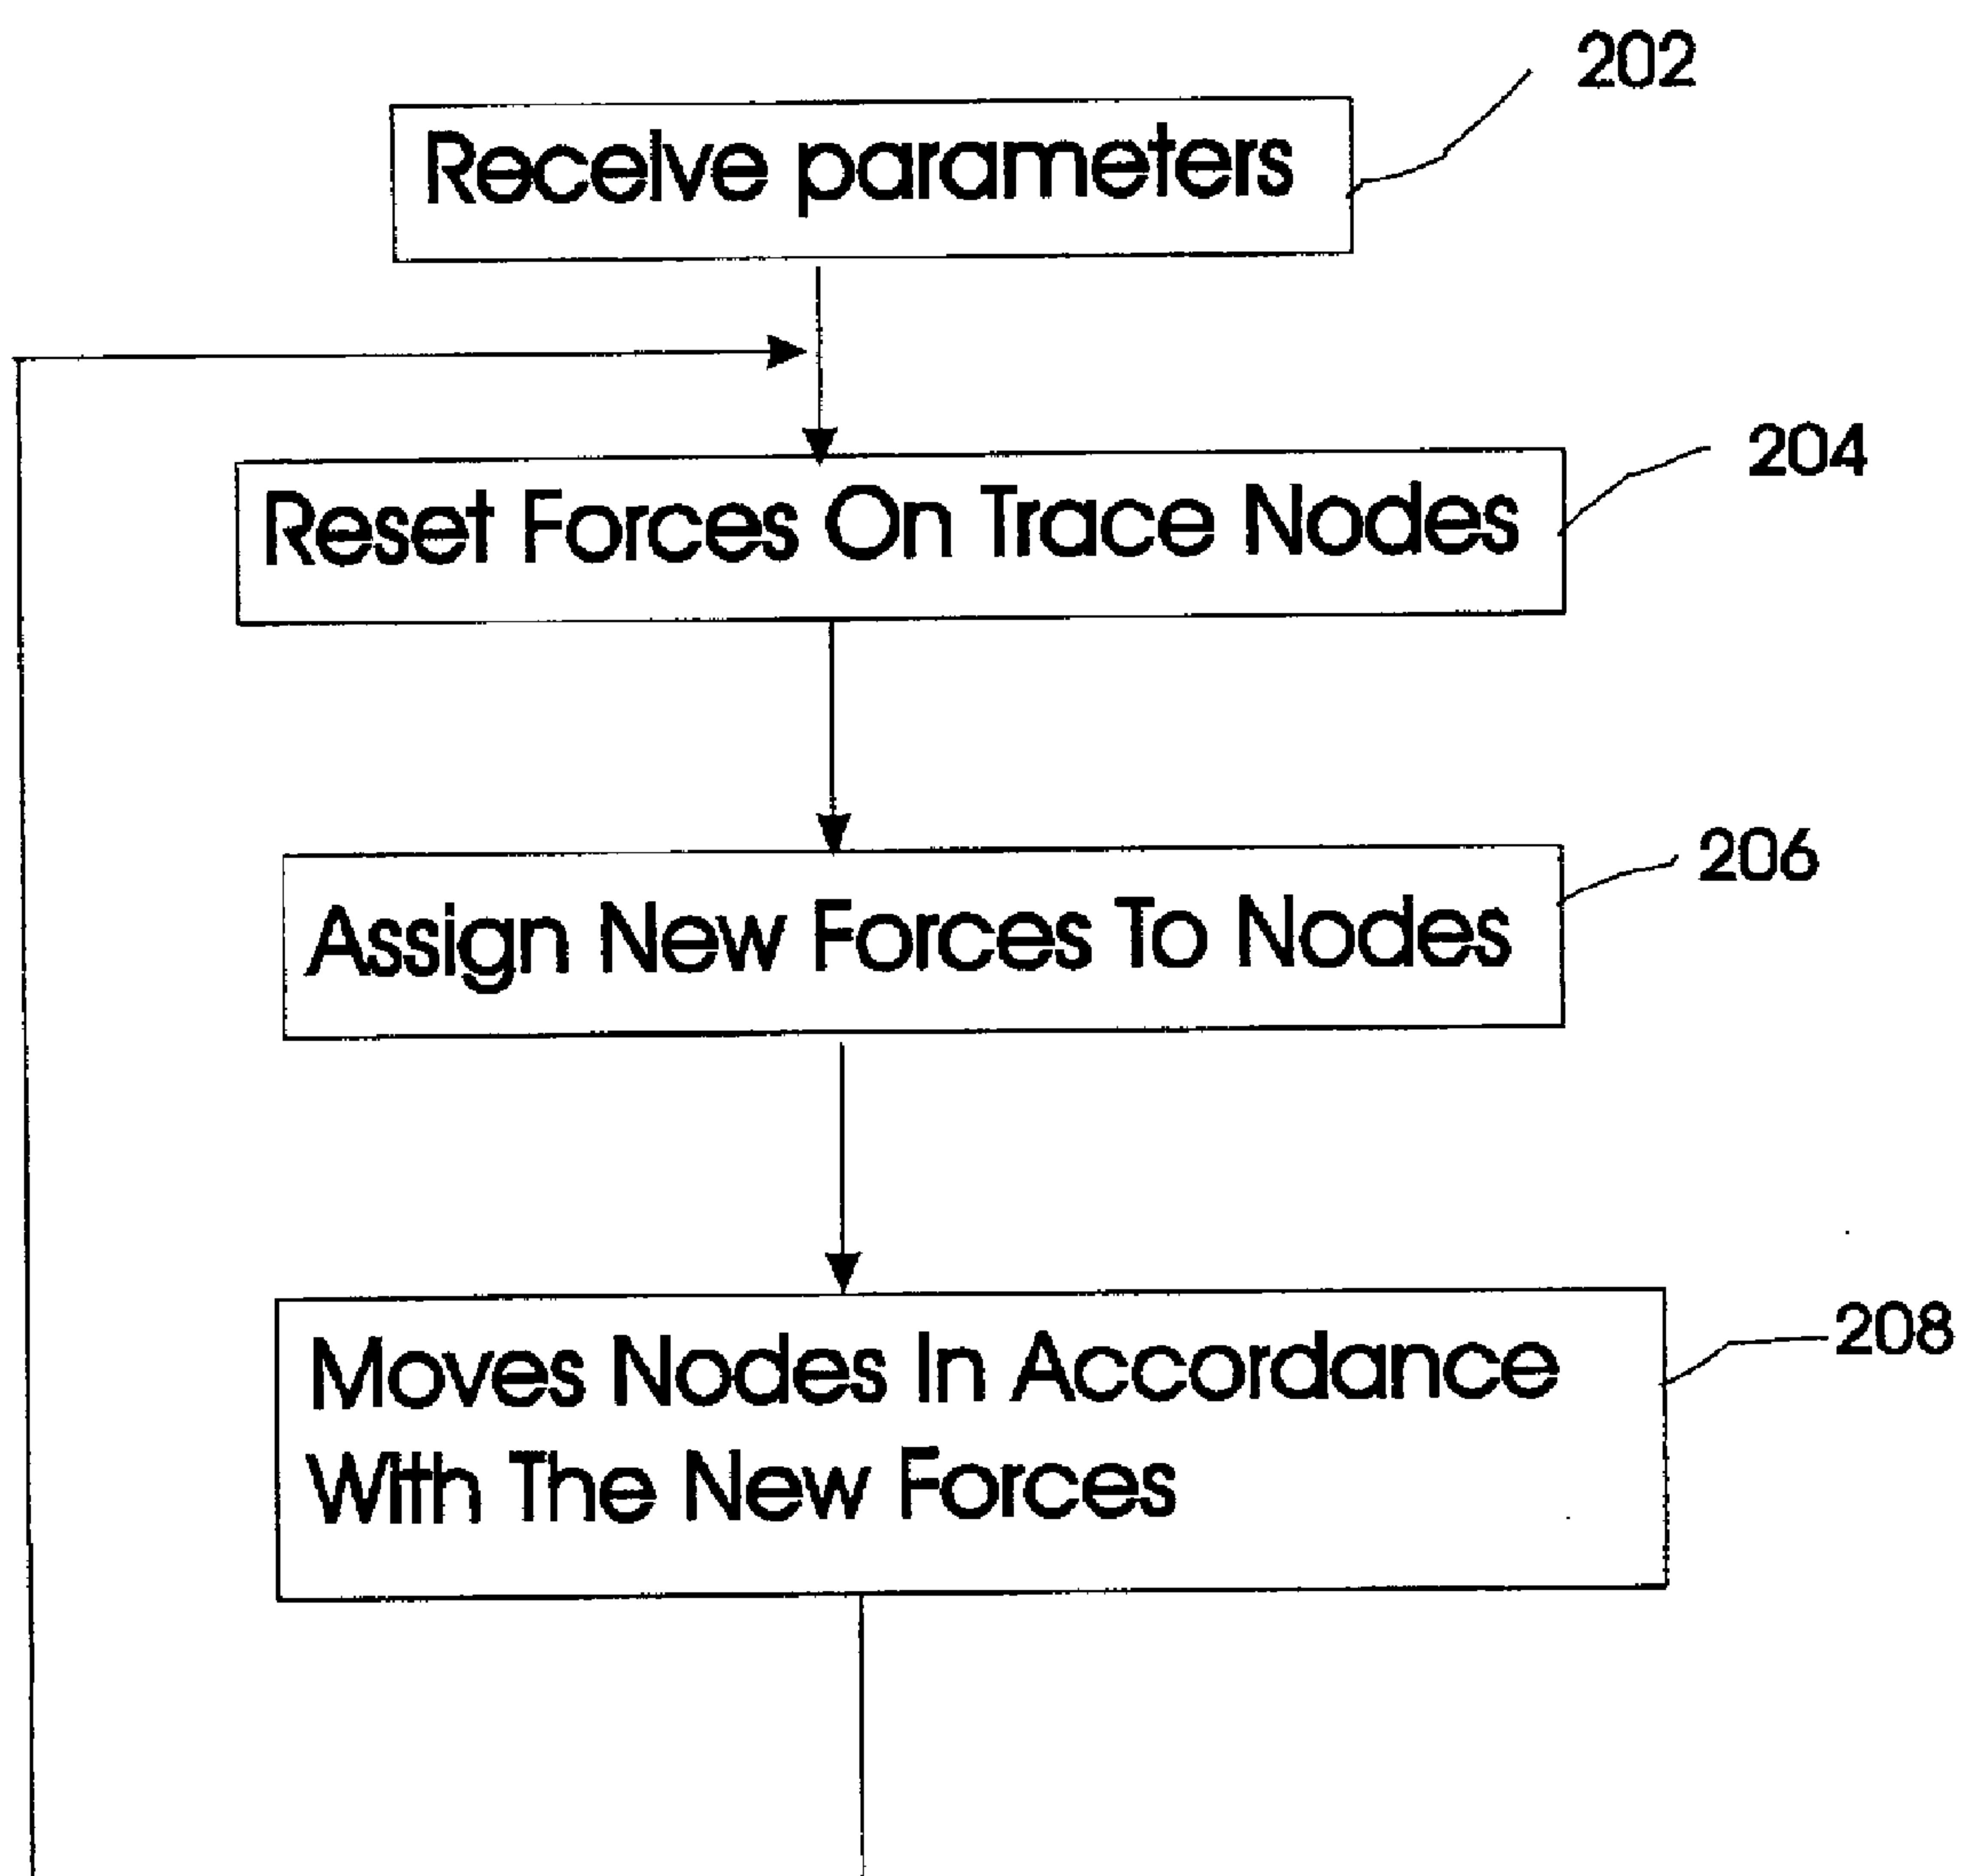 202
Receive parameters
204
Reset Forces On Trace Nodes
206
Assign New Forces To Nodes
208
Moves Nodes In Accordance
With The New Forces